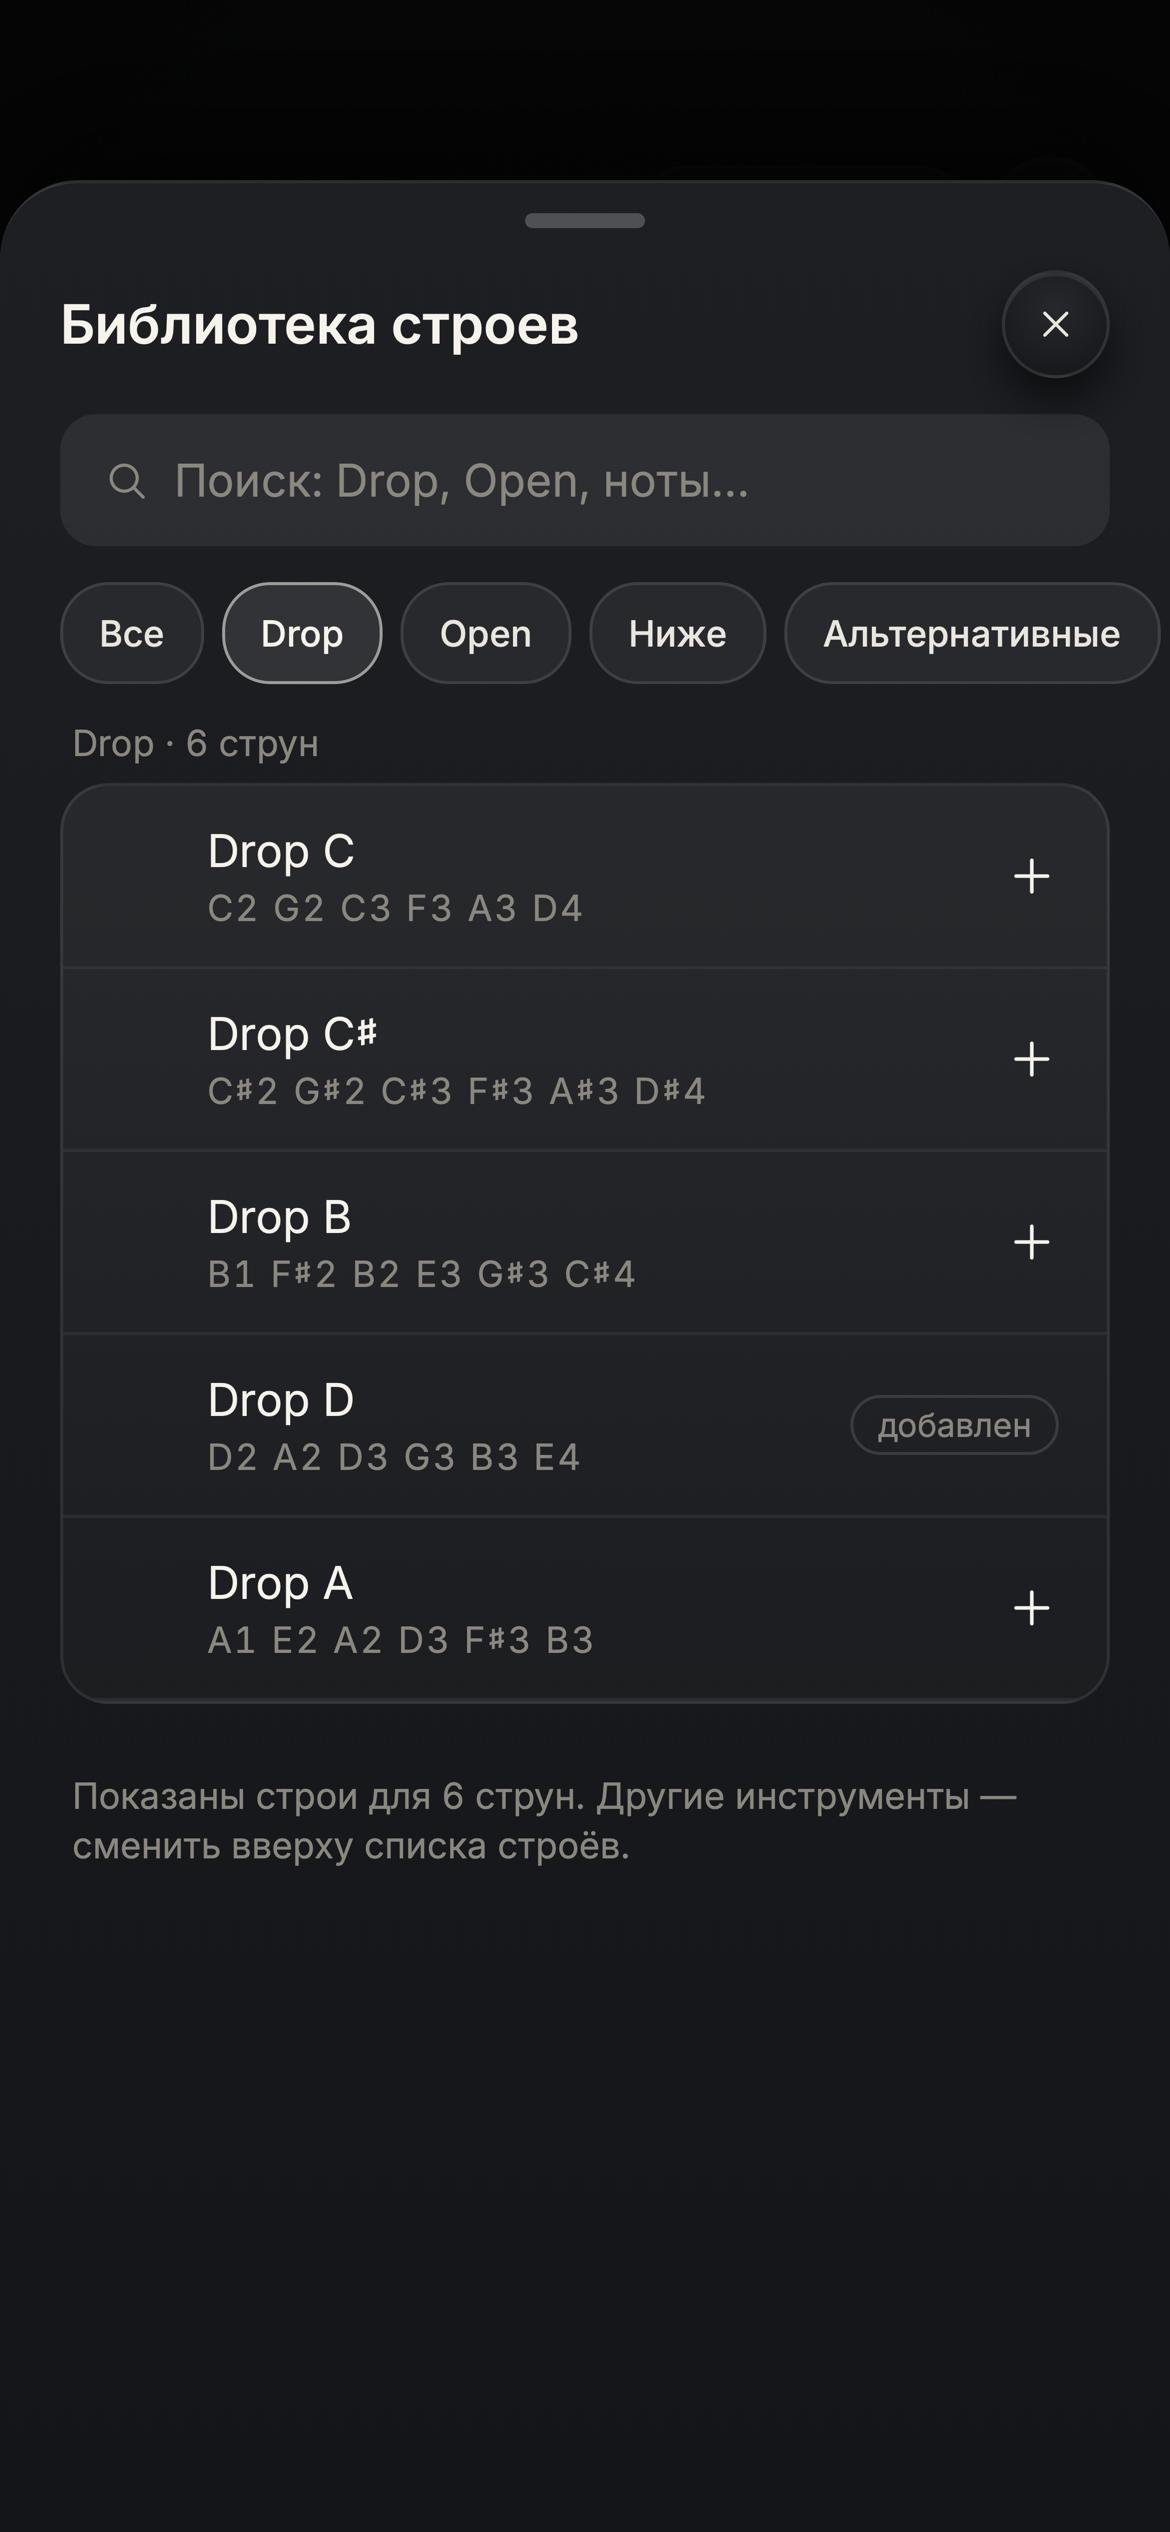 Библиотека строев
Поиск: Drop, Open, ноты...
Все Drop Open Ниже Альтернативные
Drop · 6 струн
Drop C
C2 G2 C3 F3 A3 D4
Drop C♯
C♯2 G♯2 C♯3 F♯3 A♯3 D♯4
Drop B
B1 F♯2 B2 E3 G♯3 C♯4
Drop D
D2 A2 D3 G3 B3 E4
добавлен
Drop A
A1 E2 A2 D3 F♯3 B3
Показаны строи для 6 струн. Другие инструменты —
сменить вверху списка строёв.